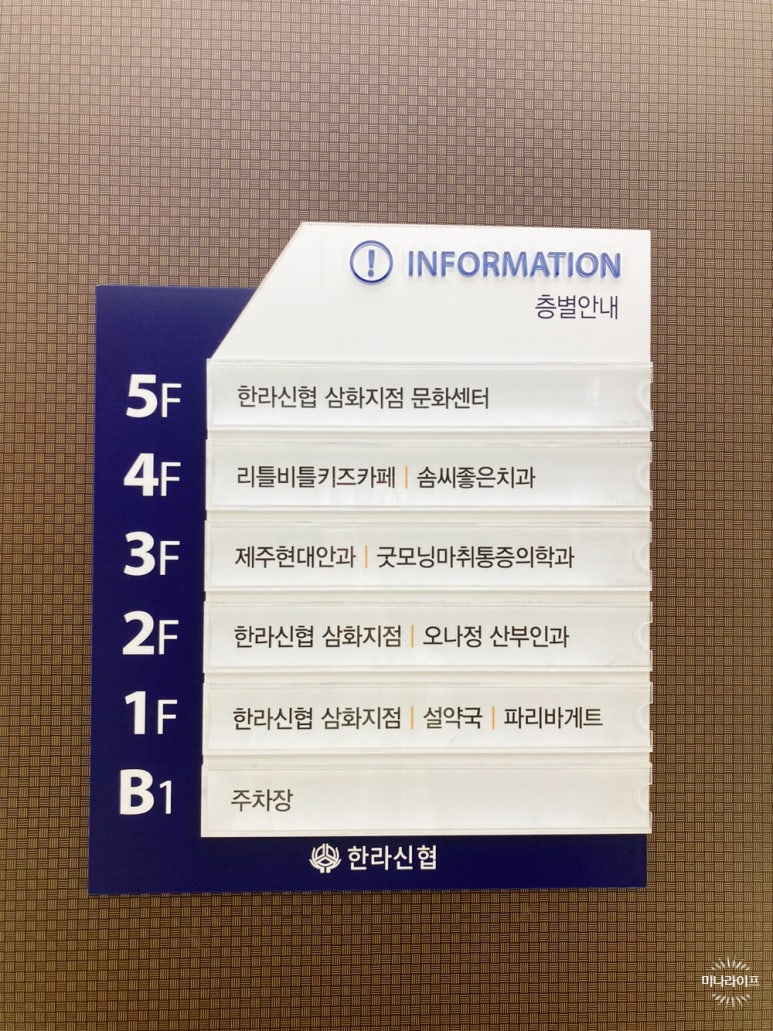 INFORMATION
층별안내
5F 한라신협 삼화지점 문화센터
4F 리틀비틀키즈카페 | 솜씨좋은치과
3F 제주현대안과 | 굿모닝마취통증의학과
2F 한라신협 삼화지점 | 오나정 산부인과
1F 한라신협 삼화지점 | 설약국 | 파리바게트
B1 주차장
한라신협
미나라이프